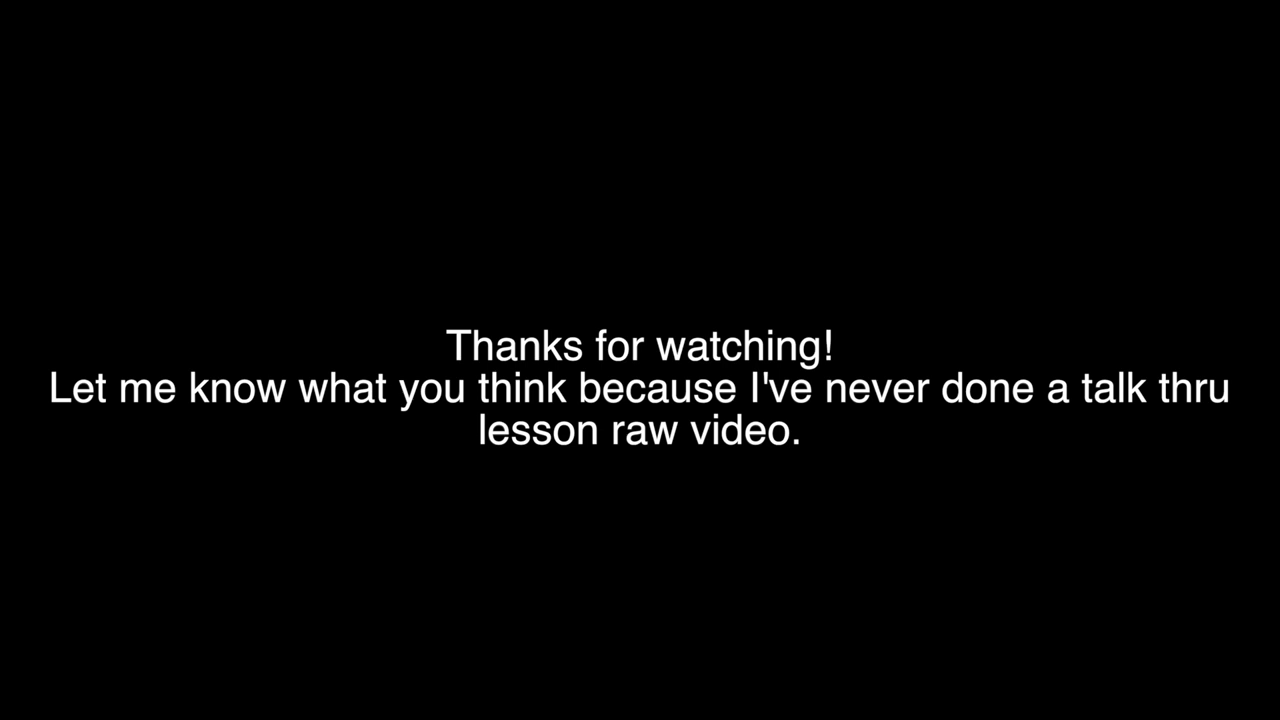 Thanks for watching!
Let me know what you think because I've never done a talk thru
lesson raw video.